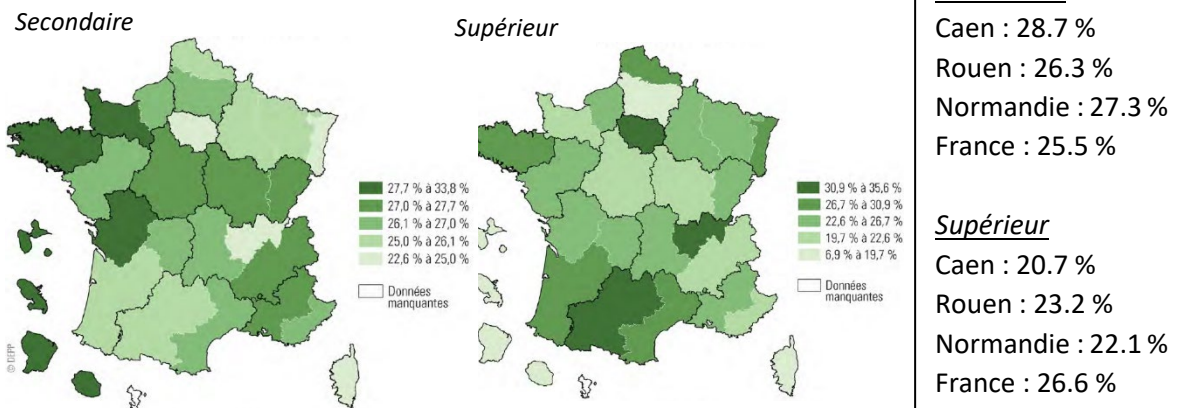 Secondaire
27,7 % à 33,8 %
27,0 % à 27,7 %
26,1 % à 27,0 %
25,0 % à 26,1 %
22,6 % à 25,0 %
Données
manquantes
© DEPP
Supérieur
30,9 % à 35,6 %
26,7 % à 30,9 %
22,6 % à 26,7 %
19,7 % à 22,6 %
6,9 % à 19,7 %
Données
manquantes
Caen : 28.7 %
Rouen : 26.3 %
Normandie : 27.3 %
France : 25.5 %
Supérieur
Caen : 20.7 %
Rouen : 23.2 %
Normandie : 22.1 %
France : 26.6 %